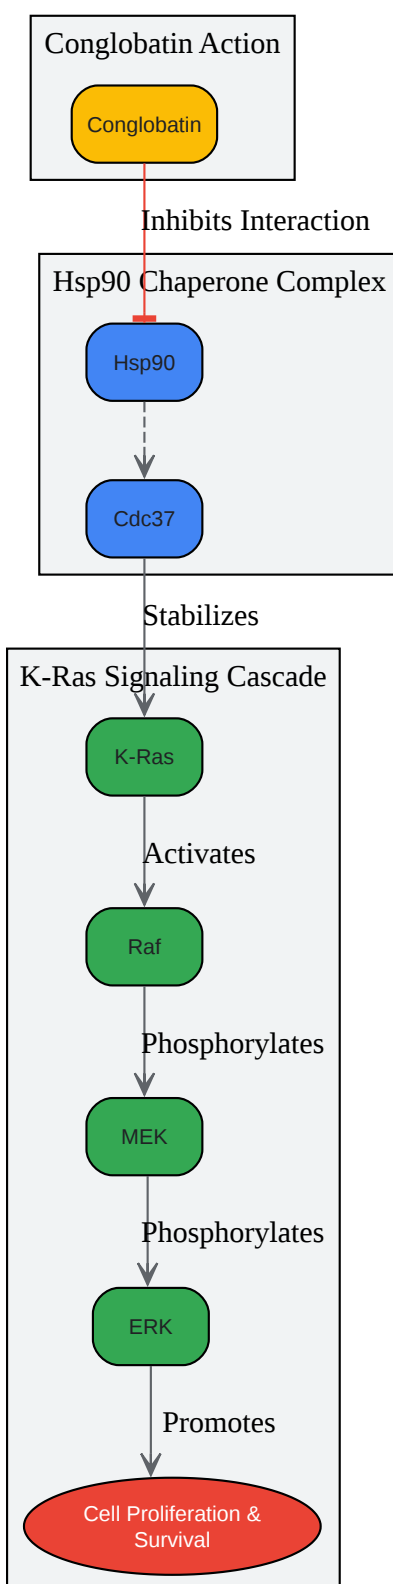 Conglobatin Action
Conglobatin
Inhibits Interaction
Hsp90 Chaperone Complex
Hsp90
Cdc37
Stabilizes
K-Ras Signaling Cascade
K-Ras
Activates
Raf
Phosphorylates
MEK
Phosphorylates
ERK
Promotes
Cell Proliferation &
Survival